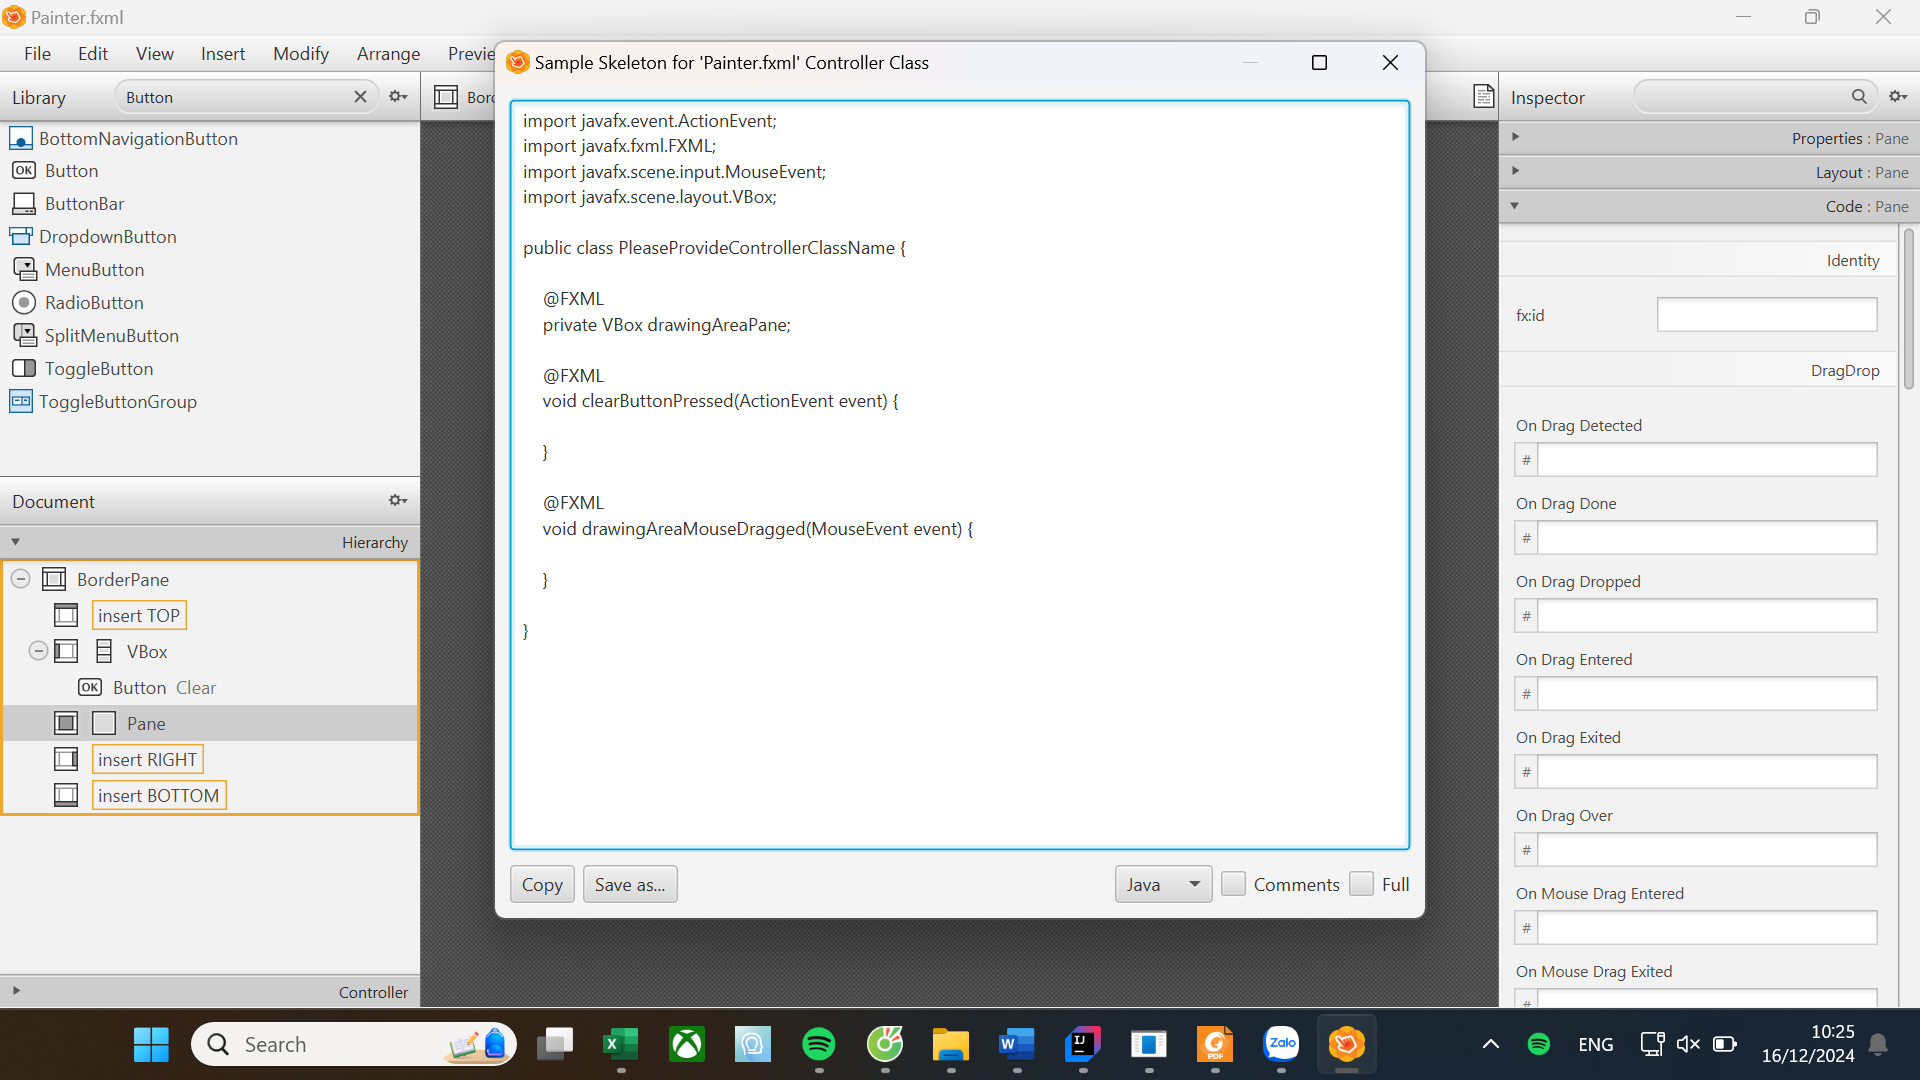 Painter.fxml
File Edit View Insert Modify Arrange Previe
Library Button
BottomNavigationButton
OK Button
ButtonBar
DropdownButton
MenuButton
RadioButton
SplitMenuButton
ToggleButton
ToggleButtonGroup
Document
Hierarchy
BorderPane
insert TOP
VBox
OK Button Clear
Pane
insert RIGHT
insert BOTTOM
Controller
Sample Skeleton for 'Painter.fxml' Controller Class
import javafx.event.ActionEvent;
import javafx.fxml.FXML;
import javafx.scene.input.MouseEvent;
import javafx.scene.layout.VBox;
public class PleaseProvideControllerClassName {
@FXML
private VBox drawingAreaPane;
@FXML
void clearButtonPressed(ActionEvent event) {
}
@FXML
void drawingAreaMouseDragged(MouseEvent event) {
}
}
Copy Save as... Java Comments Full
Inspector
Properties : Pane
Layout : Pane
Code : Pane
Identity
fx:id
DragDrop
On Drag Detected
#
On Drag Done
#
On Drag Dropped
#
On Drag Entered
#
On Drag Exited
#
On Drag Over
#
On Mouse Drag Entered
#
On Mouse Drag Exited
#
Search
X
W
IJ
PDF
Zalo
ENG
10:25
16/12/2024